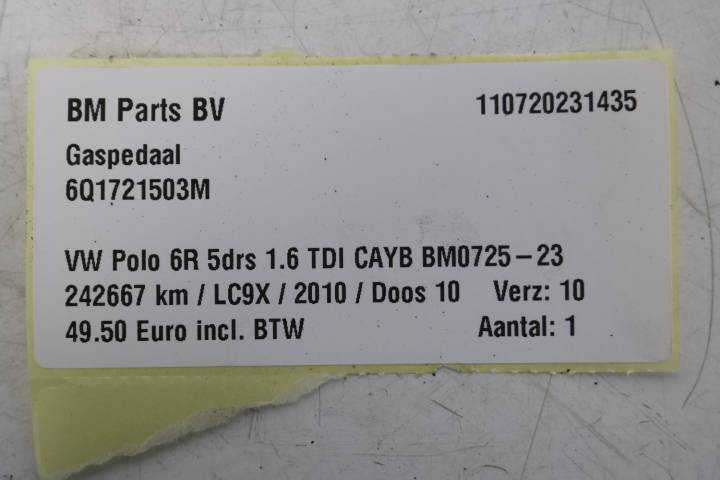 BM Parts BV 110720231435
Gaspedaal
6Q1721503M
VW Polo 6R 5drs 1.6 TDI CAYB BM0725-23
242667 km / LC9X / 2010 / Doos 10 Verz: 10
49.50 Euro incl. BTW Aantal: 1